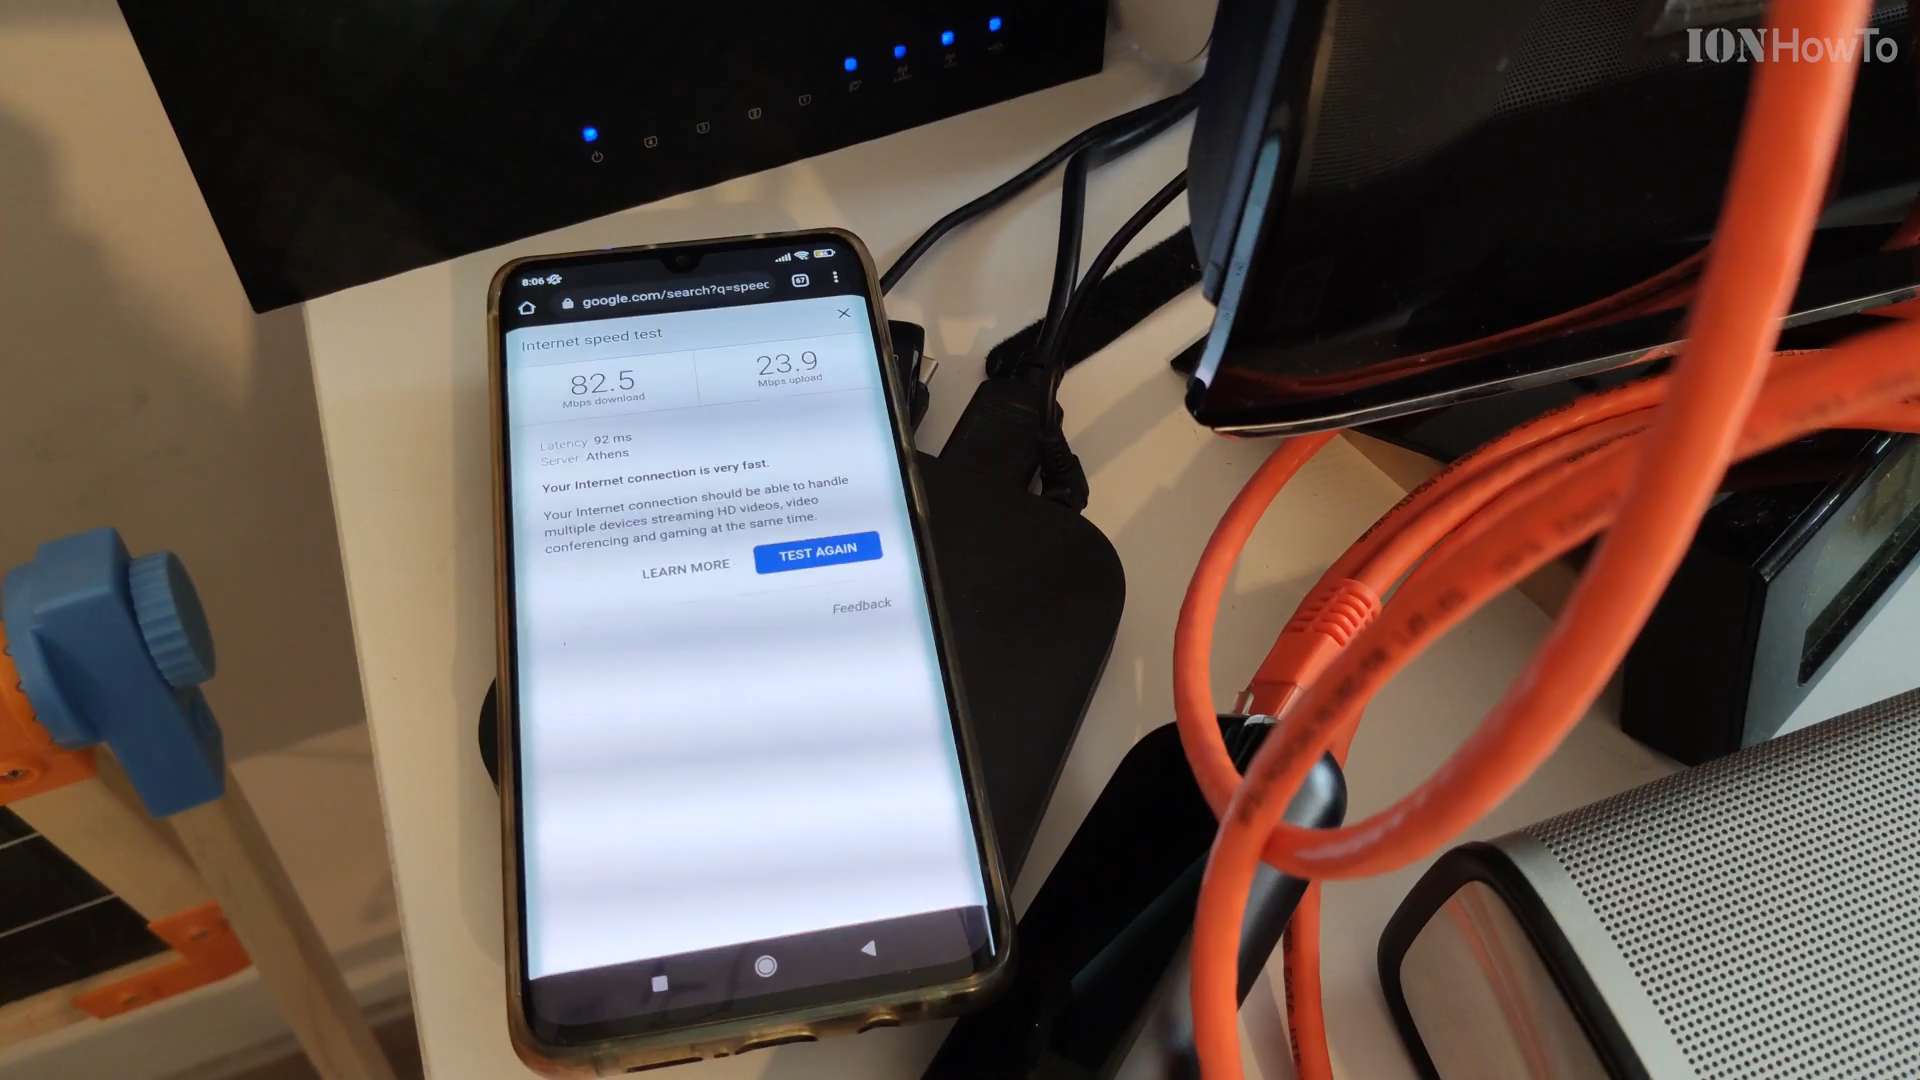 IONHowTo
8:06
google.com/search?q=speed
67
Internet speed test
82.5
Mbps download
23.9
Mbps upload
Latency 92 ms
Server Athens
Your Internet connection is very fast.
Your Internet connection should be able to handle
multiple devices streaming HD videos, video
conferencing and gaming at the same time.
LEARN MORE
TEST AGAIN
Feedback